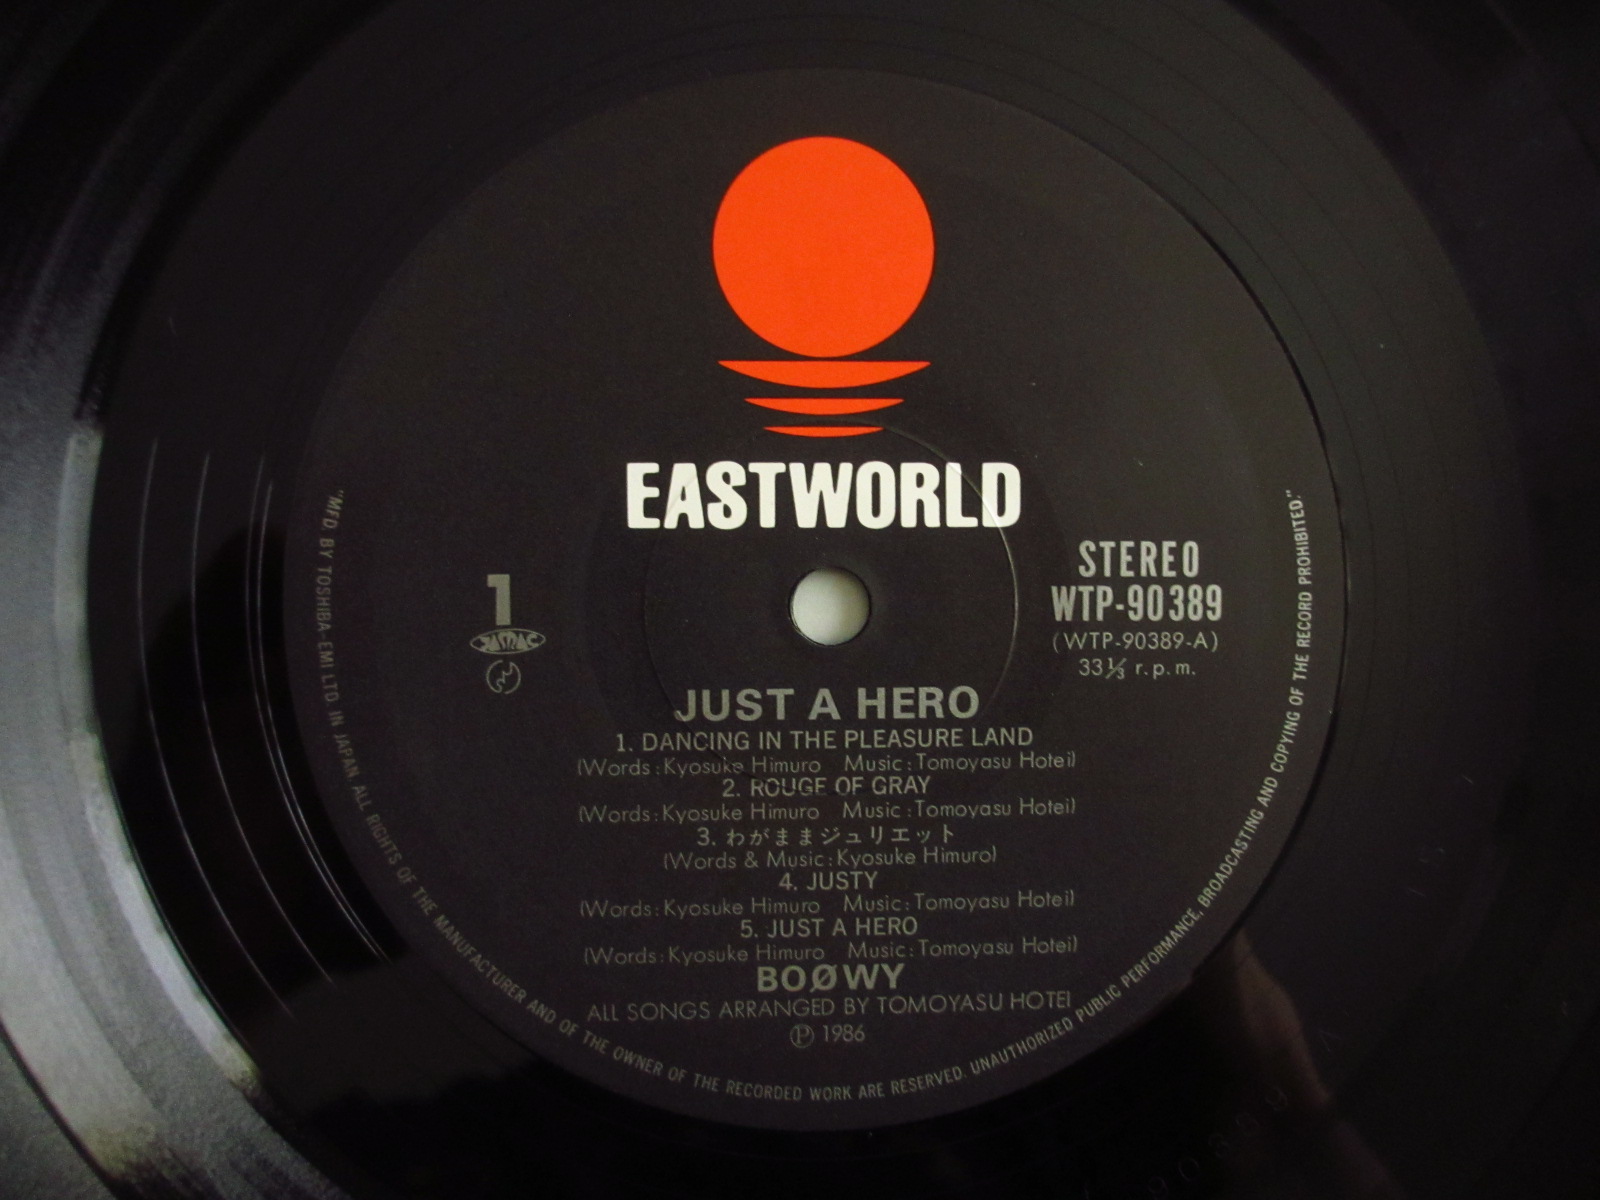 EASTWORLD
STEREO
WTP-90389
(WTP-90389-A)
33⅓ r.p.m.
1
JASRAC
JUST A HERO
1. DANCING IN THE PLEASURE LAND
(Words:Kyosuke Himuro Music:Tomoyasu Hotei)
2. ROUGE OF GRAY
(Words:Kyosuke Himuro Music:Tomoyasu Hotei)
3. わがままジュリエット
(Words & Music:Kyosuke Himuro)
4. JUSTY
(Words:Kyosuke Himuro Music:Tomoyasu Hotei)
5. JUST A HERO
(Words:Kyosuke Himuro Music:Tomoyasu Hotei)
BOØWY
ALL SONGS ARRANGED BY TOMOYASU HOTEI
Ⓟ 1986
"MFD. BY TOSHIBA-EMI LTD. IN JAPAN ALL RIGHTS OF THE MANUFACTURER AND OF THE OWNER OF THE RECORDED WORK ARE RESERVED. UNAUTHORIZED PUBLIC PERFORMANCE, BROADCASTING AND COPYING OF THE RECORD PROHIBITED."